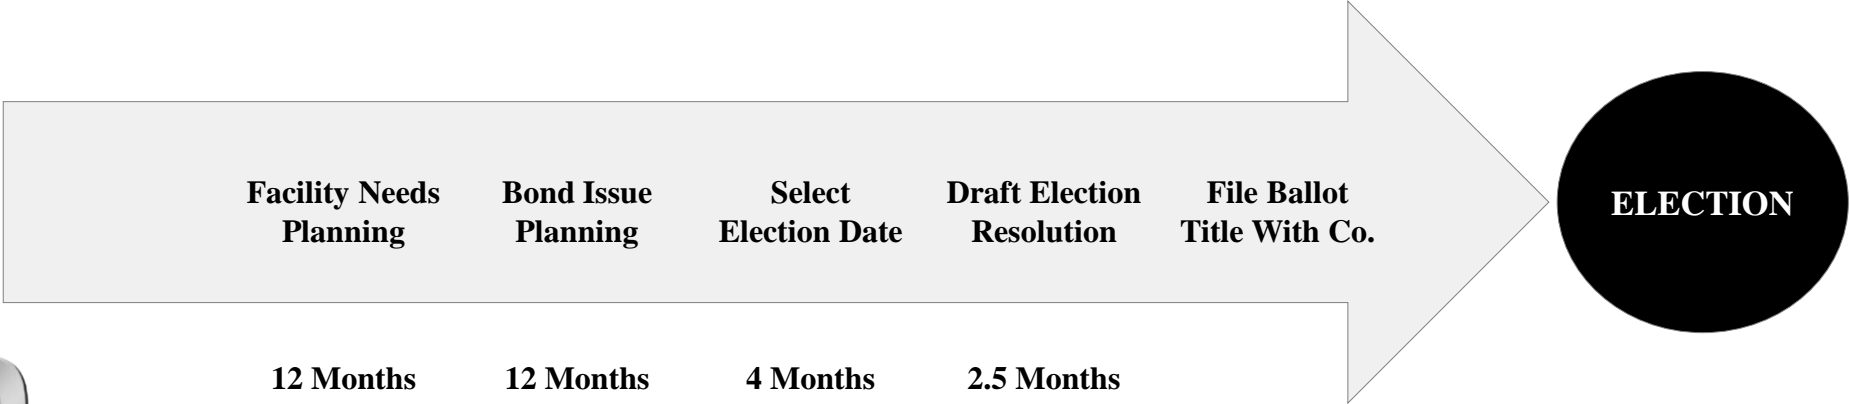 Facility Needs
Planning
Bond Issue
Planning
Select
Election Date
Draft Election
Resolution
File Ballot
Title With Co.
ELECTION
12 Months
12 Months
4 Months
2.5 Months